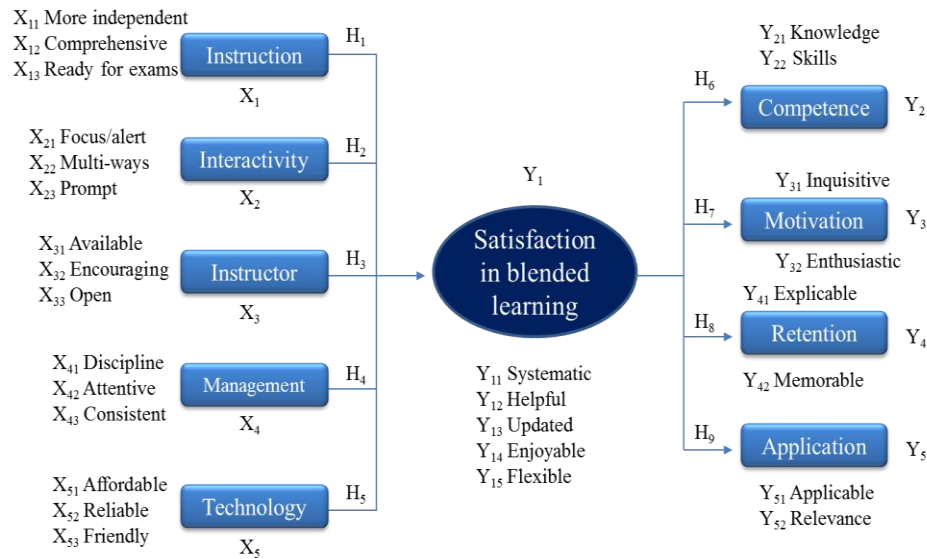 X₁₁ More independent
X₁₂ Comprehensive
X₁₃ Ready for exams
Instruction
X₁
H₁
X₂₁ Focus/alert
X₂₂ Multi-ways
X₂₃ Prompt
Interactivity
X₂
H₂
X₃₁ Available
X₃₂ Encouraging
X₃₃ Open
Instructor
X₃
H₃
X₄₁ Discipline
X₄₂ Attentive
X₄₃ Consistent
Management
X₄
H₄
X₅₁ Affordable
X₅₂ Reliable
X₅₃ Friendly
Technology
X₅
H₅
Y₁
Satisfaction
in blended
learning
Y₁₁ Systematic
Y₁₂ Helpful
Y₁₃ Updated
Y₁₄ Enjoyable
Y₁₅ Flexible
Y₂₁ Knowledge
Y₂₂ Skills
H₆
Competence
Y₂
Y₃₁ Inquisitive
H₇
Motivation
Y₃
Y₃₂ Enthusiastic
Y₄₁ Explicable
H₈
Retention
Y₄
Y₄₂ Memorable
H₉
Application
Y₅
Y₅₁ Applicable
Y₅₂ Relevance